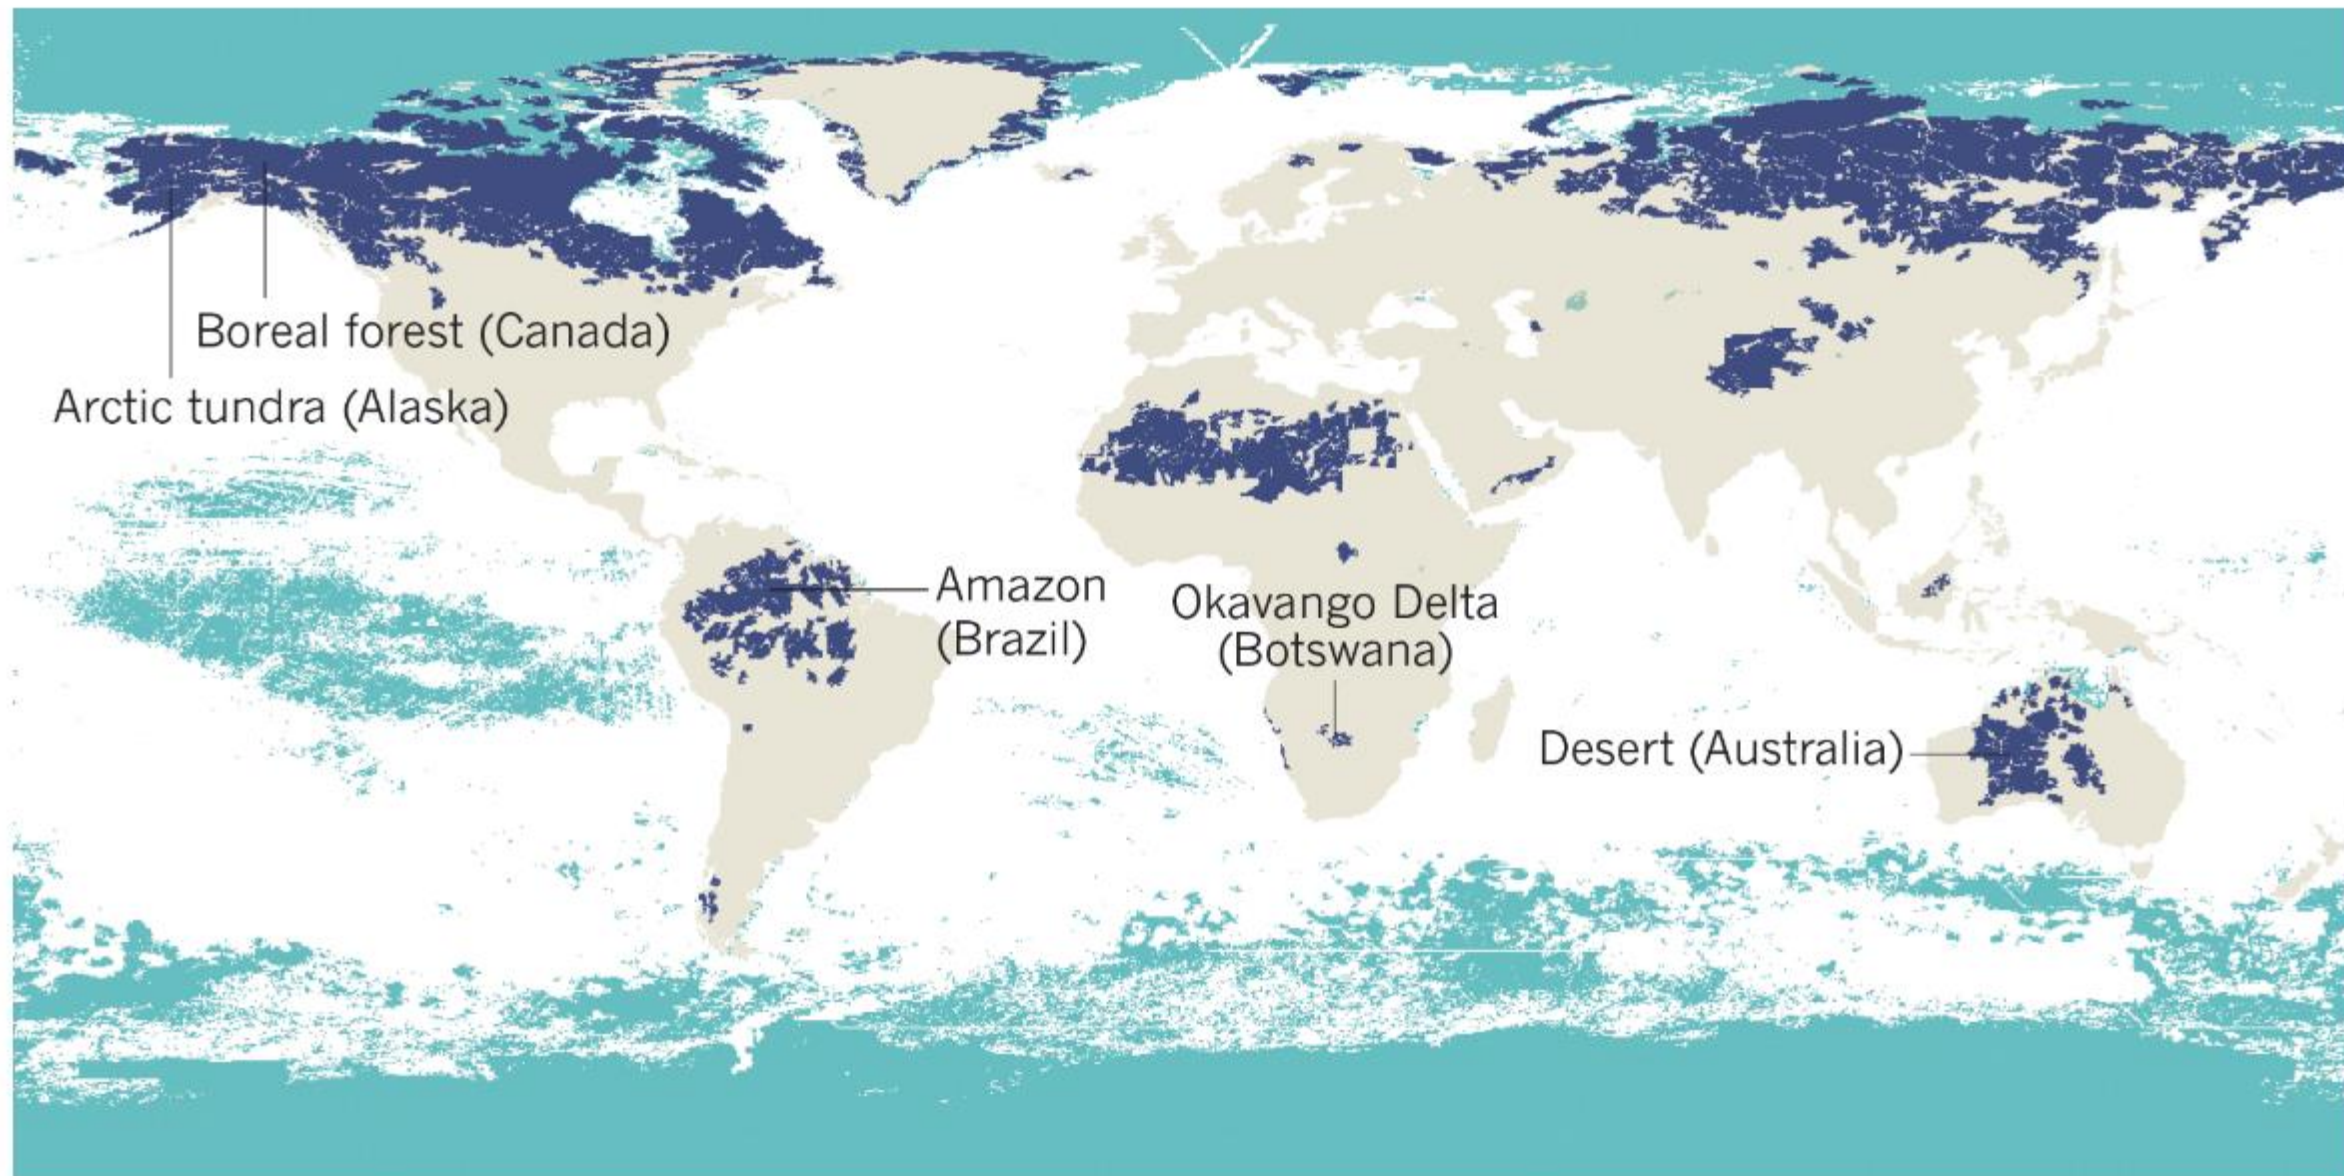 Boreal forest (Canada)
Arctic tundra (Alaska)
Amazon
(Brazil)
Okavango Delta
(Botswana)
Desert (Australia)